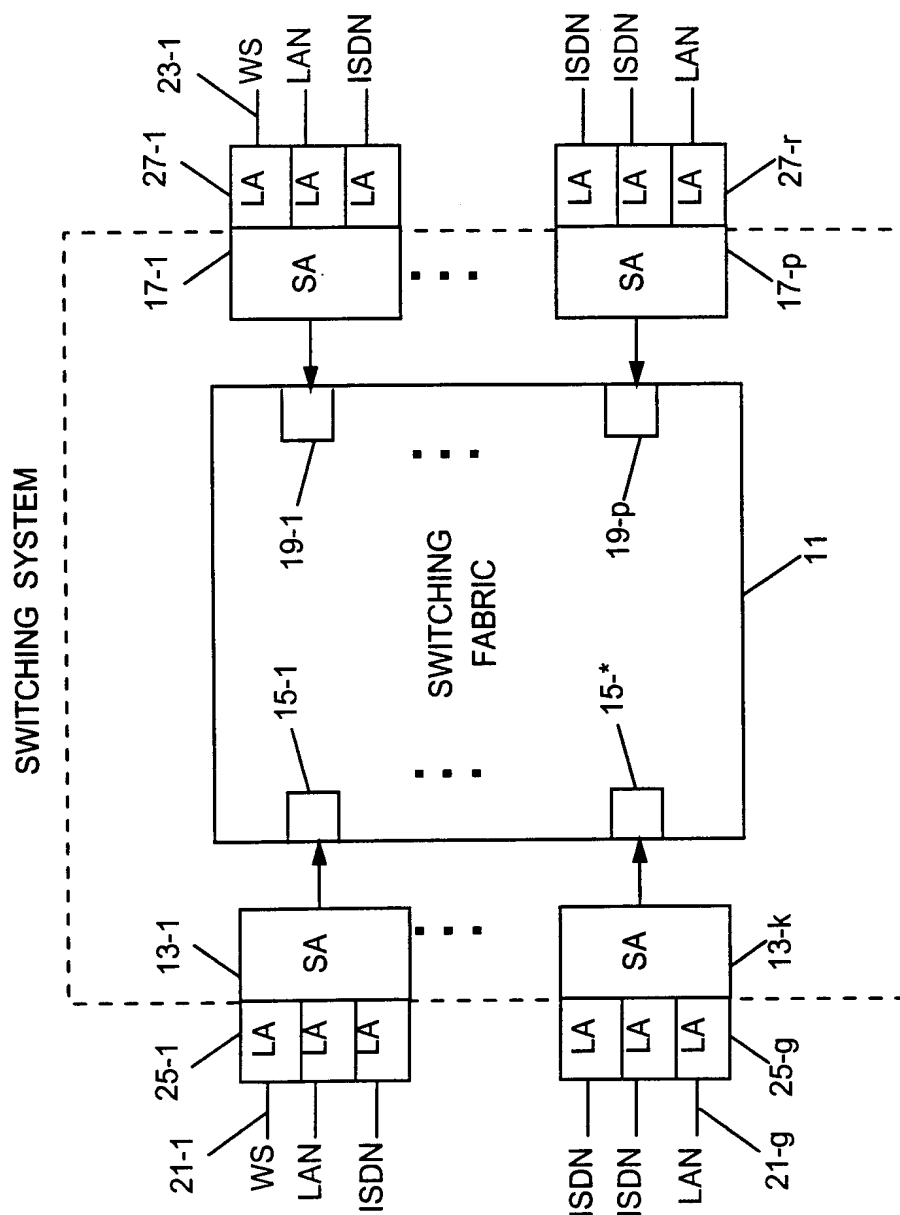 SWITCHING SYSTEM
21-1
25-1
13-1
15-1
19-1
17-1
27-1
23-1
WS
LA
LAN
LA
ISDN
LA
SA
SA
LA
WS
LA
LAN
LA
ISDN
SWITCHING
FABRIC
15-*
19-p
ISDN
LA
ISDN
LA
LAN
LA
SA
SA
LA
ISDN
LA
ISDN
LA
LAN
21-g
25-g
13-k
11
17-p
27-r